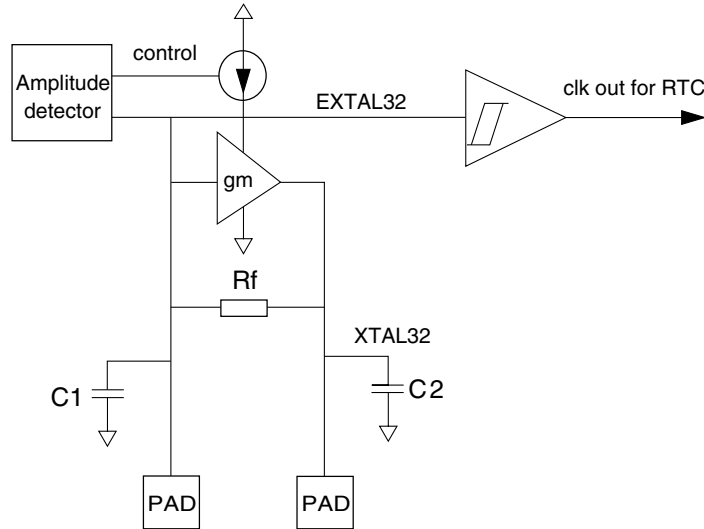 control
Amplitude
detector
EXTAL32
clk out for RTC
gm
Rf
XTAL32
C1
C2
PAD
PAD